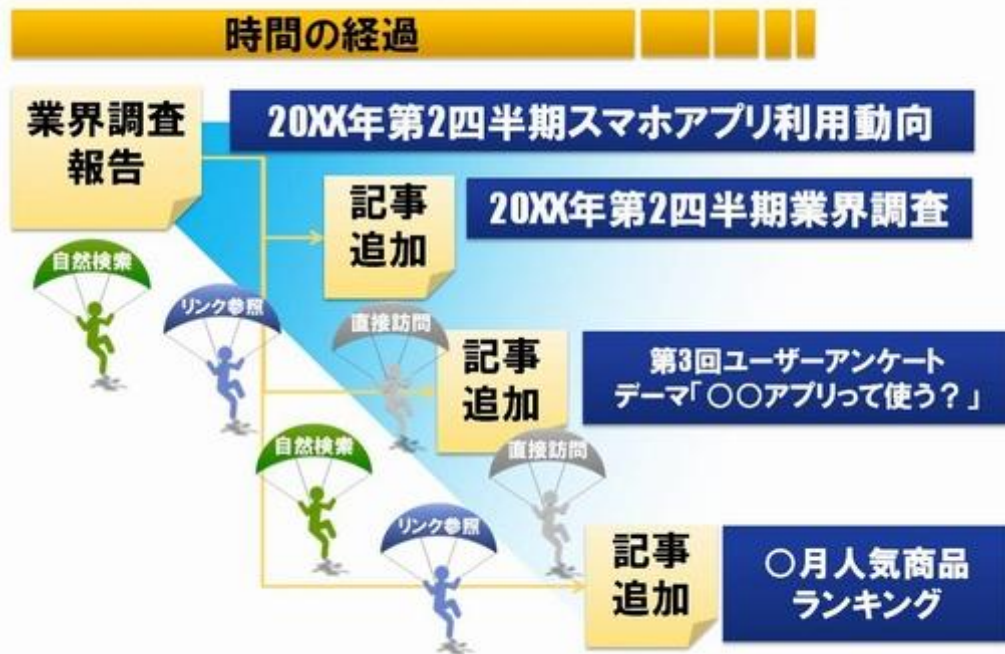 時間の経過
業界調査
報告
20XX年第2四半期スマホアプリ利用動向
記事
追加
20XX年第2四半期業界調査
自然検索
リンク参照
直接訪問
記事
追加
第3回ユーザーアンケート
テーマ「〇〇アプリって使う？」
自然検索
直接訪問
リンク参照
記事
追加
〇月人気商品
ランキング